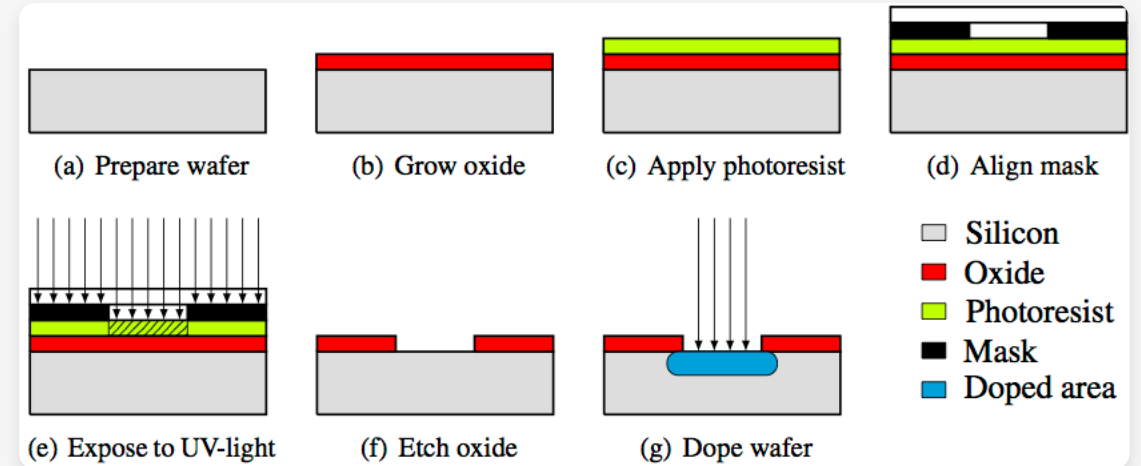 (a) Prepare wafer
(b) Grow oxide
(c) Apply photoresist
(d) Align mask
Silicon
Oxide
Photoresist
Mask
Doped area
(e) Expose to UV-light
(f) Etch oxide
(g) Dope wafer